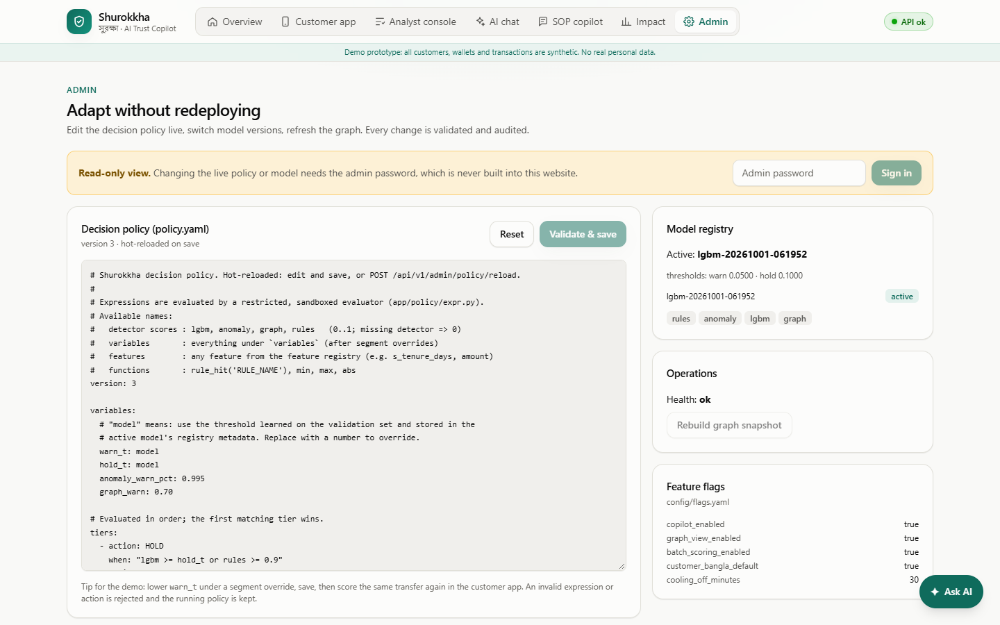 Shurokkha
সুরক্ষা · AI Trust Copilot
Overview
Customer app
Analyst console
AI chat
SOP copilot
Impact
Admin
API ok
Demo prototype: all customers, wallets and transactions are synthetic. No real personal data.
ADMIN
Adapt without redeploying
Edit the decision policy live, switch model versions, refresh the graph. Every change is validated and audited.
Read-only view. Changing the live policy or model needs the admin password, which is never built into this website.
Admin password
Sign in
Decision policy (policy.yaml)
version 3 · hot-reloaded on save
Reset
Validate & save
# Shurokkha decision policy. Hot-reloaded: edit and save, or POST /api/v1/admin/policy/reload.
#
# Expressions are evaluated by a restricted, sandboxed evaluator (app/policy/expr.py).
# Available names:
#   detector scores : lgbm, anomaly, graph, rules   (0..1; missing detector => 0)
#   variables       : everything under `variables` (after segment overrides)
#   features        : any feature from the feature registry (e.g. s_tenure_days, amount)
#   functions       : rule_hit('RULE_NAME'), min, max, abs
version: 3
variables:
  # "model" means: use the threshold learned on the validation set and stored in the
  # active model's registry metadata. Replace with a number to override.
  warn_t: model
  hold_t: model
  anomaly_warn_pct: 0.995
  graph_warn: 0.70
# Evaluated in order; the first matching tier wins.
tiers:
  - action: HOLD
    when: "lgbm >= hold_t or rules >= 0.9"
Tip for the demo: lower warn_t under a segment override, save, then score the same transfer again in the customer app. An invalid expression or
action is rejected and the running policy is kept.
Model registry
Active: lgbm-20261001-061952
thresholds: warn 0.0500 · hold 0.1000
lgbm-20261001-061952
active
rules
anomaly
lgbm
graph
Operations
Health: ok
Rebuild graph snapshot
Feature flags
config/flags.yaml
copilot_enabled true
graph_view_enabled true
batch_scoring_enabled true
customer_bangla_default true
cooling_off_minutes 30
Ask AI